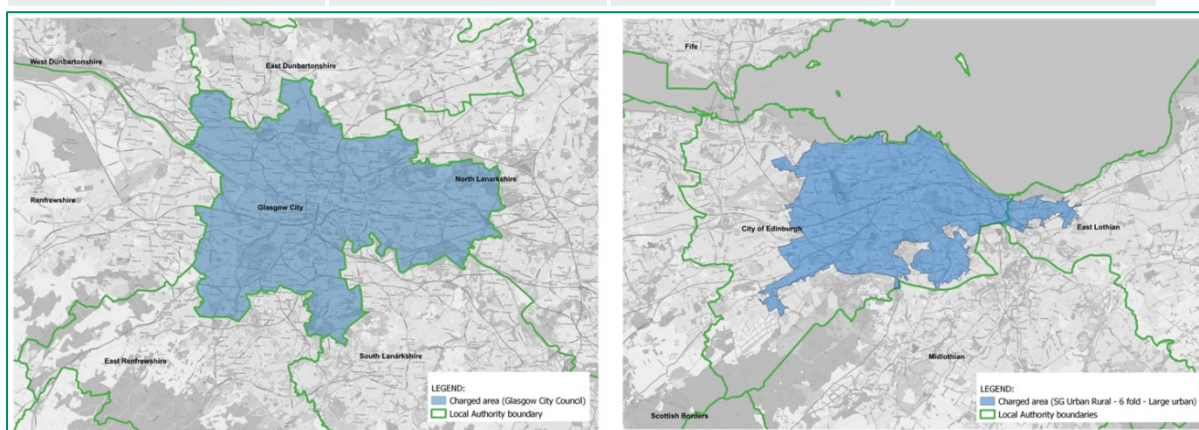 West Dunbartonshire
East Dunbartonshire
North Lanarkshire
Renfrewshire
Glasgow City
East Renfrewshire
South Lanarkshire
LEGEND:
Charged area (Glasgow City Council)
Local Authority boundary
Fife
City of Edinburgh
East Lothian
Midlothian
Scottish Borders
LEGEND:
Charged area (SG Urban Rural - 6 fold - Large urban)
Local Authority boundaries